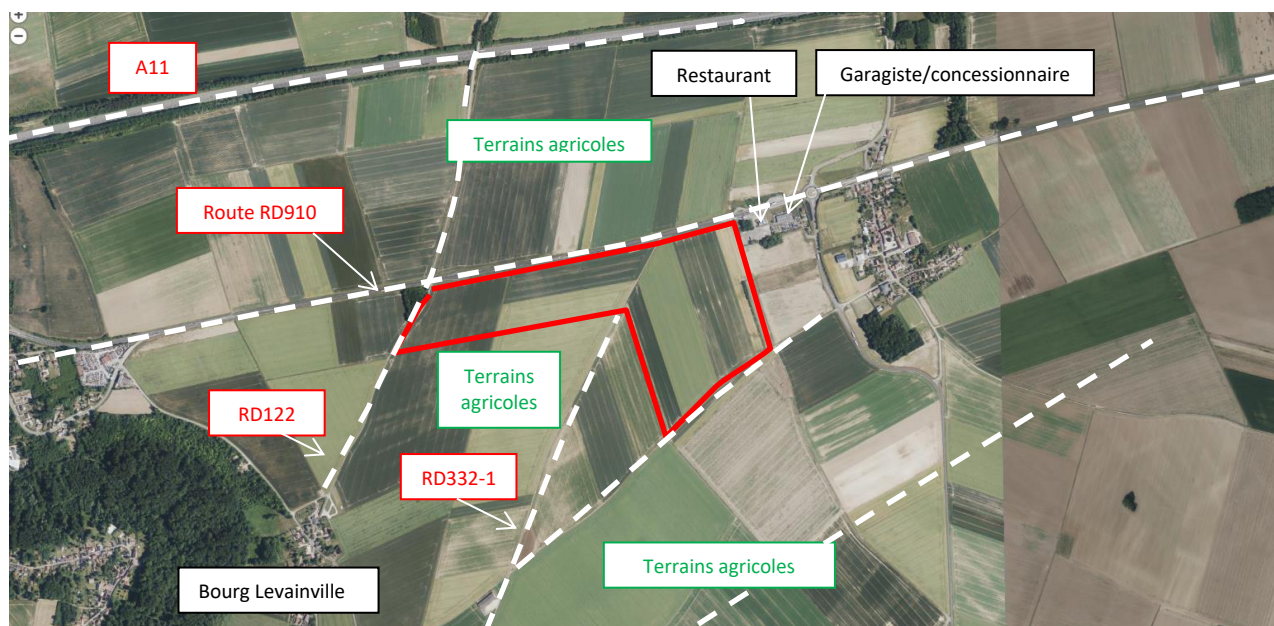 +
−
A11
Restaurant
Garagiste/concessionnaire
Terrains agricoles
Route RD910
Terrains
agricoles
RD122
RD332-1
Terrains agricoles
Bourg Levainville